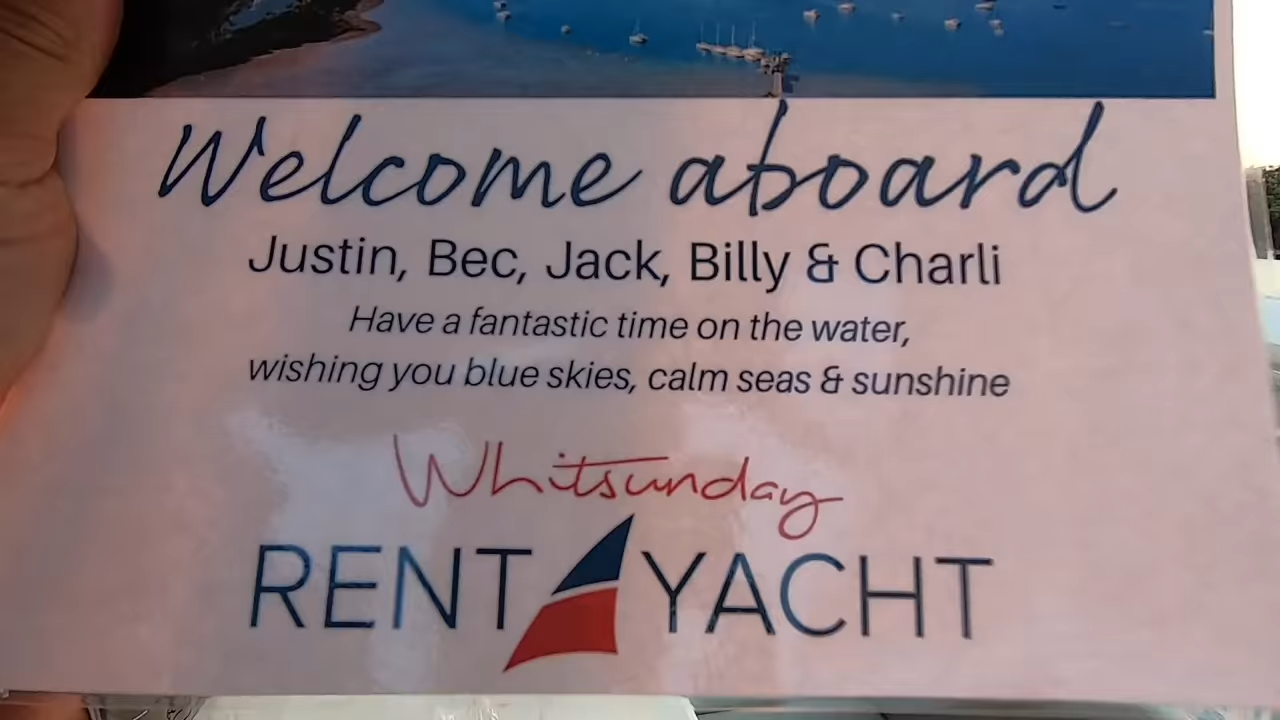 Welcome aboard
Justin, Bec, Jack, Billy & Charli
Have a fantastic time on the water,
wishing you blue skies, calm seas & sunshine
Whitsunday
RENT YACHT